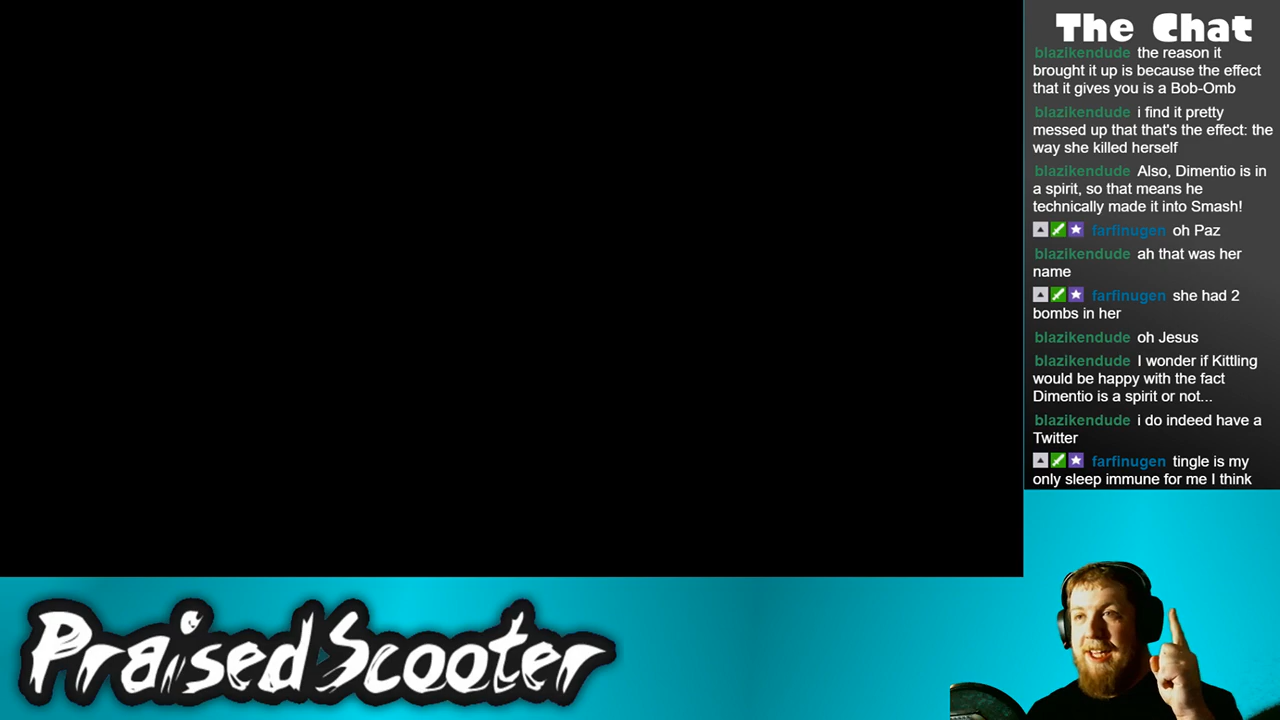 The Chat
blazikendude the reason it
brought it up is because the effect
that it gives you is a Bob-Omb
blazikendude i find it pretty
messed up that that's the effect: the
way she killed herself
blazikendude Also, Dimentio is in
a spirit, so that means he
technically made it into Smash!
farfinugen oh Paz
blazikendude ah that was her
name
farfinugen she had 2
bombs in her
blazikendude oh Jesus
blazikendude I wonder if Kittling
would be happy with the fact
Dimentio is a spirit or not...
blazikendude i do indeed have a
Twitter
farfinugen tingle is my
only sleep immune for me I think
PraisedScooter